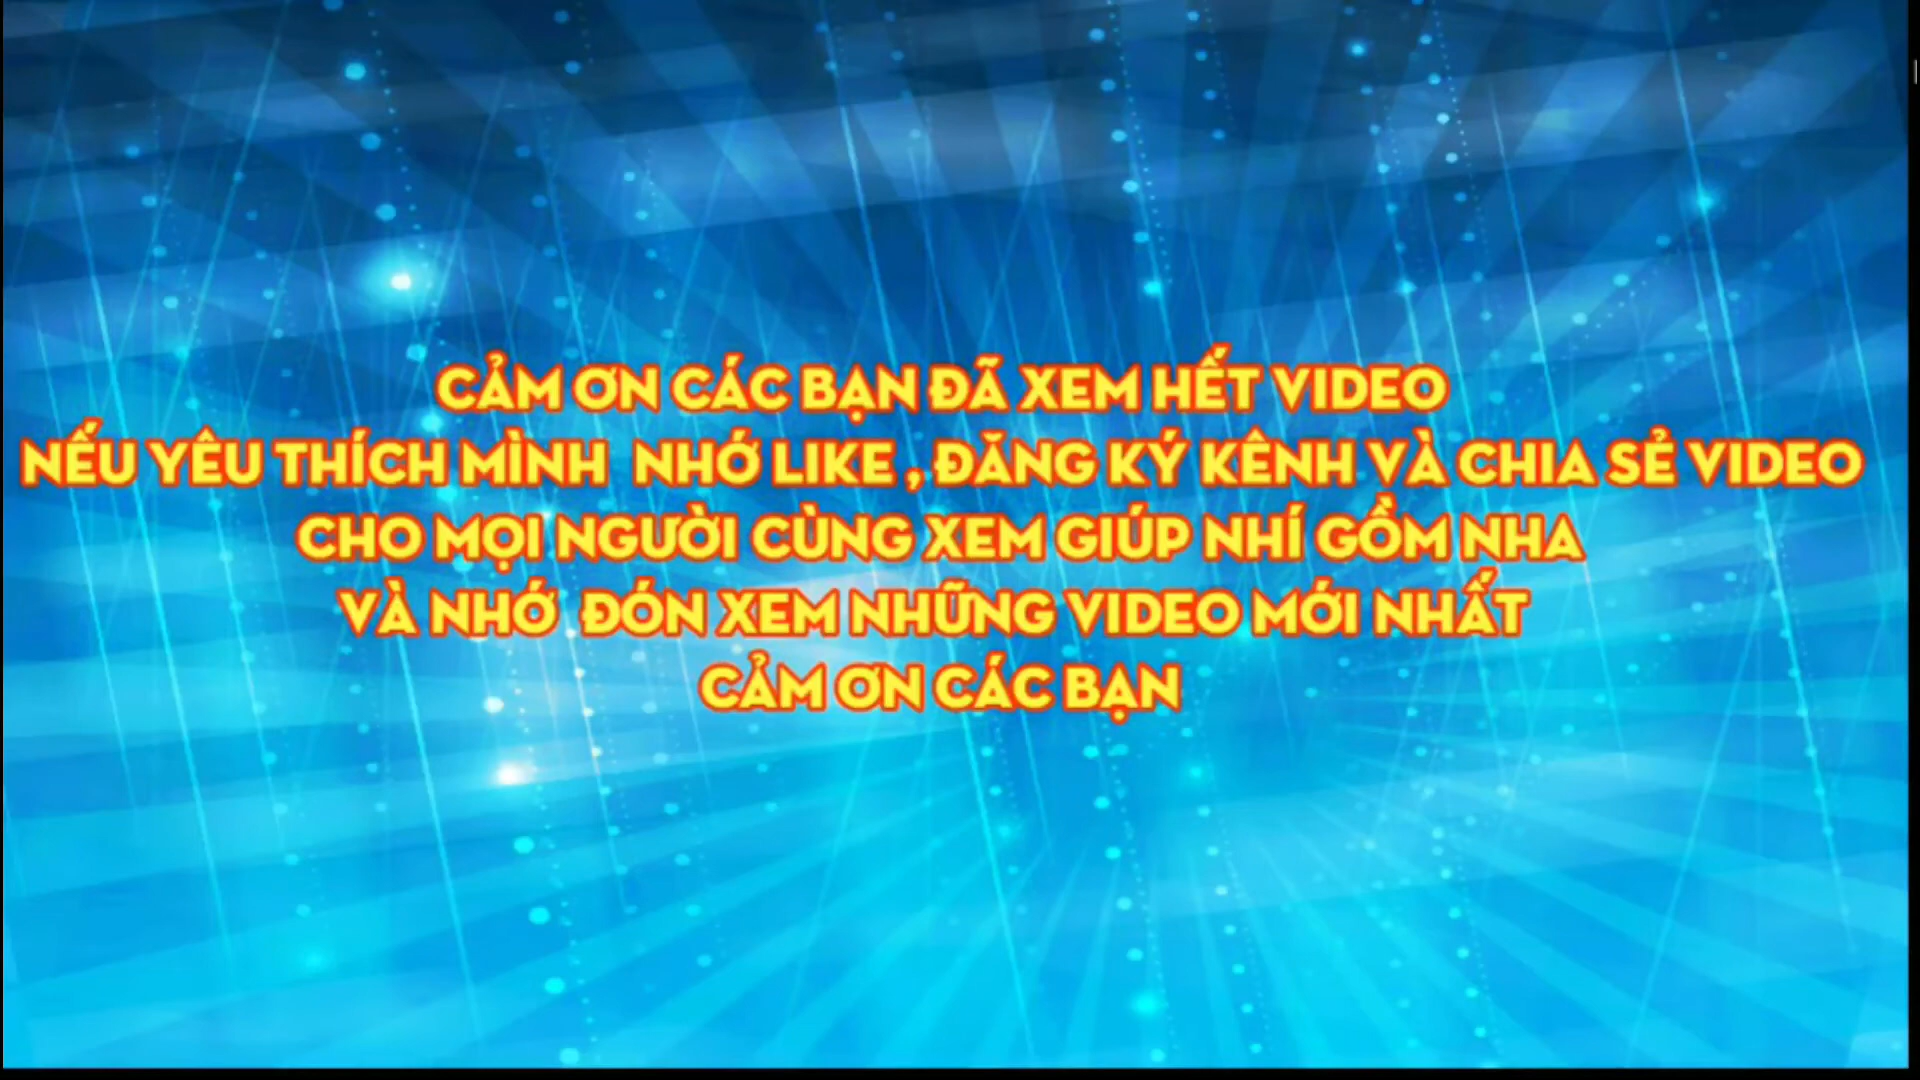 CẢM ƠN CÁC BẠN ĐÃ XEM HẾT VIDEO
NẾU YÊU THÍCH MÌNH NHỚ LIKE , ĐĂNG KÝ KÊNH VÀ CHIA SẺ VIDEO
CHO MỌI NGƯỜI CÙNG XEM GIÚP NHÍ GỒM NHA
VÀ NHỚ ĐÓN XEM NHỮNG VIDEO MỚI NHẤT
CẢM ƠN CÁC BẠN